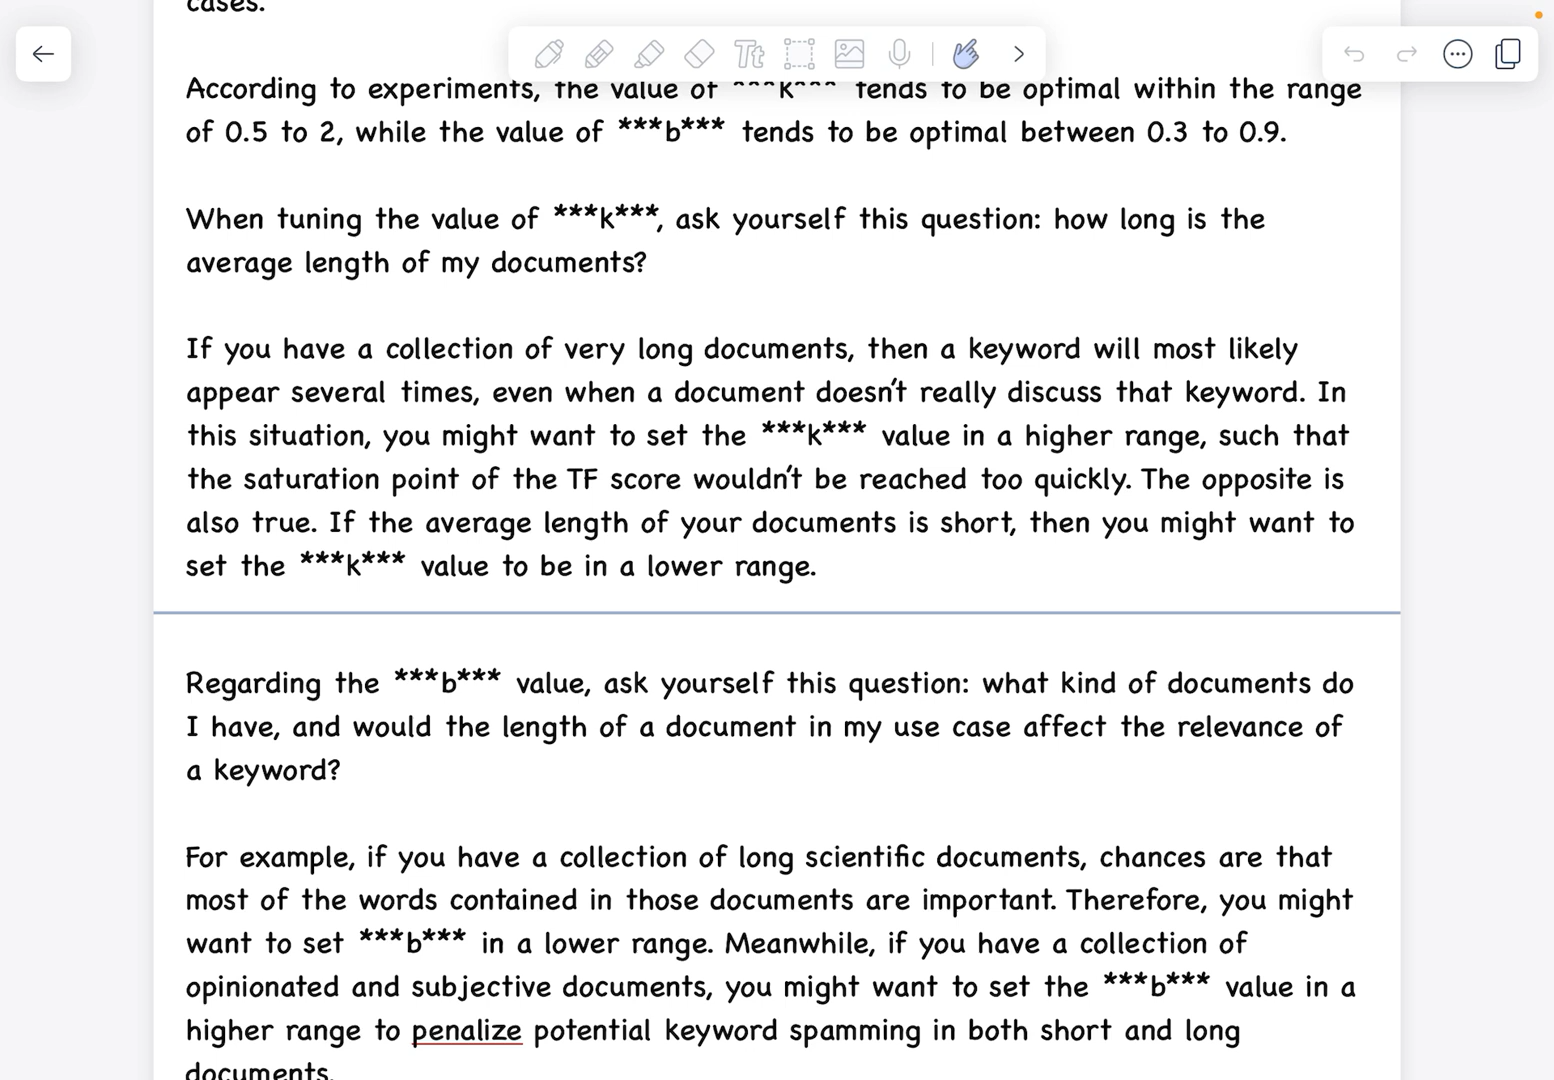 cases.
According to experiments, the value of ***k*** tends to be optimal within the range
of 0.5 to 2, while the value of ***b*** tends to be optimal between 0.3 to 0.9.
When tuning the value of ***k***, ask yourself this question: how long is the
average length of my documents?
If you have a collection of very long documents, then a keyword will most likely
appear several times, even when a document doesn't really discuss that keyword. In
this situation, you might want to set the ***k*** value in a higher range, such that
the saturation point of the TF score wouldn't be reached too quickly. The opposite is
also true. If the average length of your documents is short, then you might want to
set the ***k*** value to be in a lower range.
Regarding the ***b*** value, ask yourself this question: what kind of documents do
I have, and would the length of a document in my use case affect the relevance of
a keyword?
For example, if you have a collection of long scientific documents, chances are that
most of the words contained in those documents are important. Therefore, you might
want to set ***b*** in a lower range. Meanwhile, if you have a collection of
opinionated and subjective documents, you might want to set the ***b*** value in a
higher range to penalize potential keyword spamming in both short and long
documents.